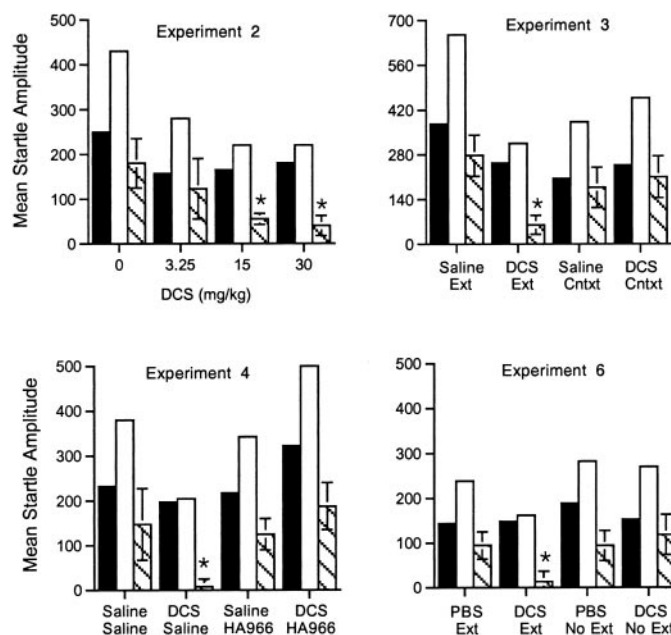 Experiment 2
Mean Startle Amplitude
500
400
300
200
100
0
*
*
0 3.25 15 30
DCS (mg/kg)
Experiment 3
700
560
420
280
140
0
*
Saline DCS Saline DCS
Ext Ext Cntxt Cntxt
Experiment 4
Mean Startle Amplitude
500
400
300
200
100
0
*
Saline DCS Saline DCS
Saline Saline HA966 HA966
Experiment 6
500
400
300
200
100
0
*
PBS DCS PBS DCS
Ext Ext No Ext No Ext